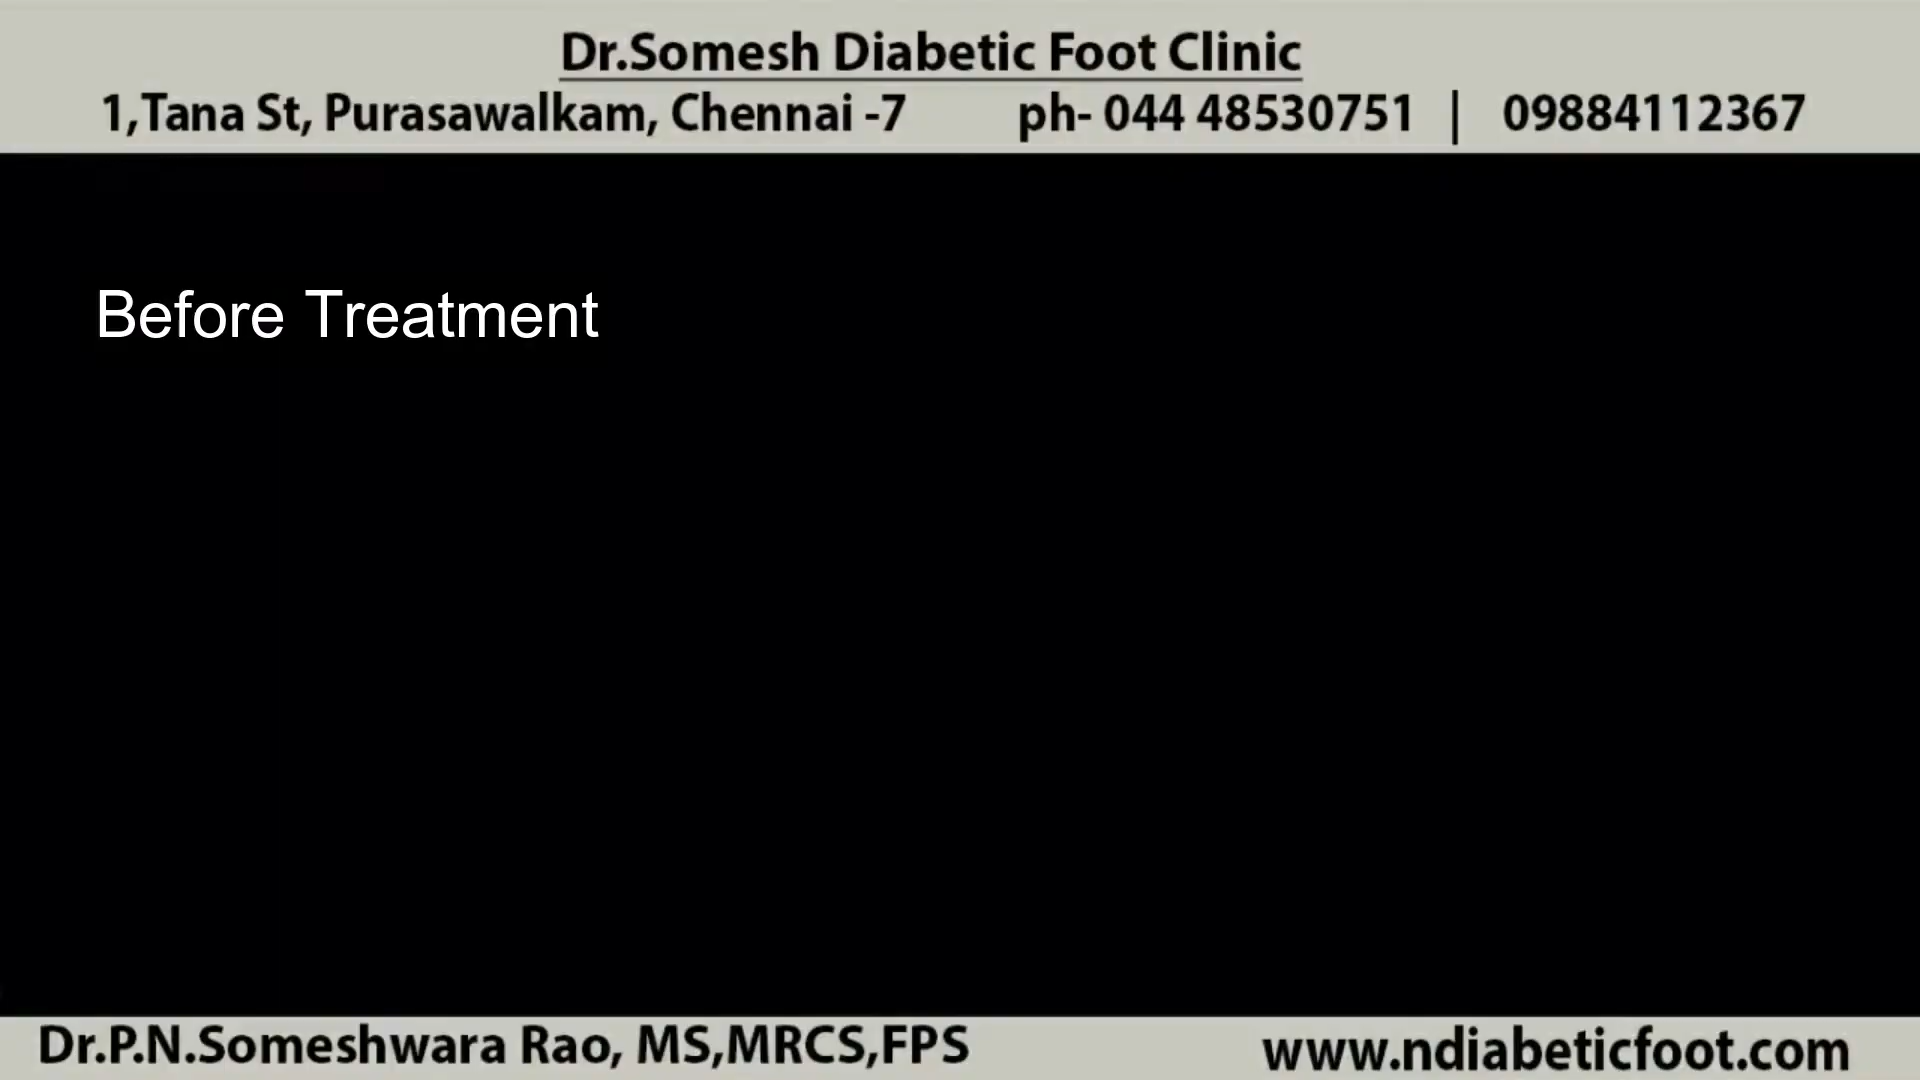 Dr.Somesh Diabetic Foot Clinic
1,Tana St, Purasawalkam, Chennai -7 ph- 044 48530751 | 09884112367
Before Treatment
Dr.P.N.Someshwara Rao, MS,MRCS,FPS www.ndiabeticfoot.com